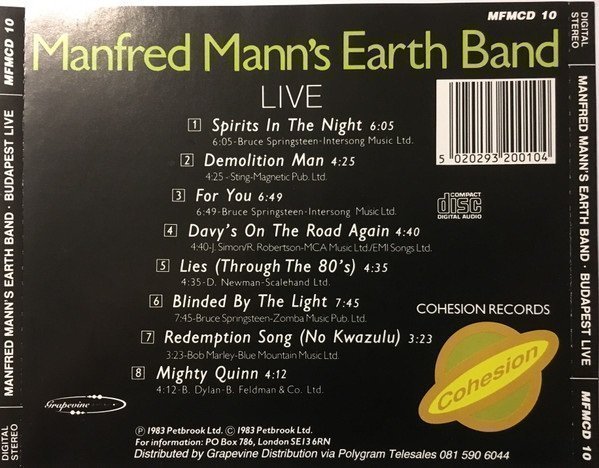 MFMCD 10
Manfred Mann's Earth Band
LIVE
1 Spirits In The Night 6:05
6:05-Bruce Springsteen-Intersong Music Ltd.
2 Demolition Man 4:25
4:25 - Sting-Magnetic Pub. Ltd.
3 For You 6:49
6:49-Bruce Springsteen-Intersong Music Ltd.
4 Davy's On The Road Again 4:40
4:40-J. Simon/R. Robertson-MCA Music Ltd./EMI Songs Ltd.
5 Lies (Through The 80's) 4:35
4:35-D. Newman-Scalehand Ltd.
6 Blinded By The Light 7:45
7:45-Bruce Springsteen-Zomba Music Pub. Ltd.
7 Redemption Song (No Kwazulu) 3:23
3:23-Bob Marley-Blue Mountain Music Ltd.
8 Mighty Quinn 4:12
4:12-B. Dylan-B. Feldman & Co. Ltd.
5 020293 200104
COMPACT
disc
DIGITAL AUDIO
COHESION RECORDS
Cohesion
Grapevine
Ⓟ 1983 Petbrook Ltd. Ⓒ 1983 Petbrook Ltd.
For information: PO Box 786, London SE13 6RN
Distributed by Grapevine Distribution via Polygram Telesales 081 590 6044
DIGITAL STEREO
MANFRED MANN'S EARTH BAND · BUDAPEST LIVE
MFMCD 10
DIGITAL STEREO
MANFRED MANN'S EARTH BAND · BUDAPEST LIVE
MFMCD 10